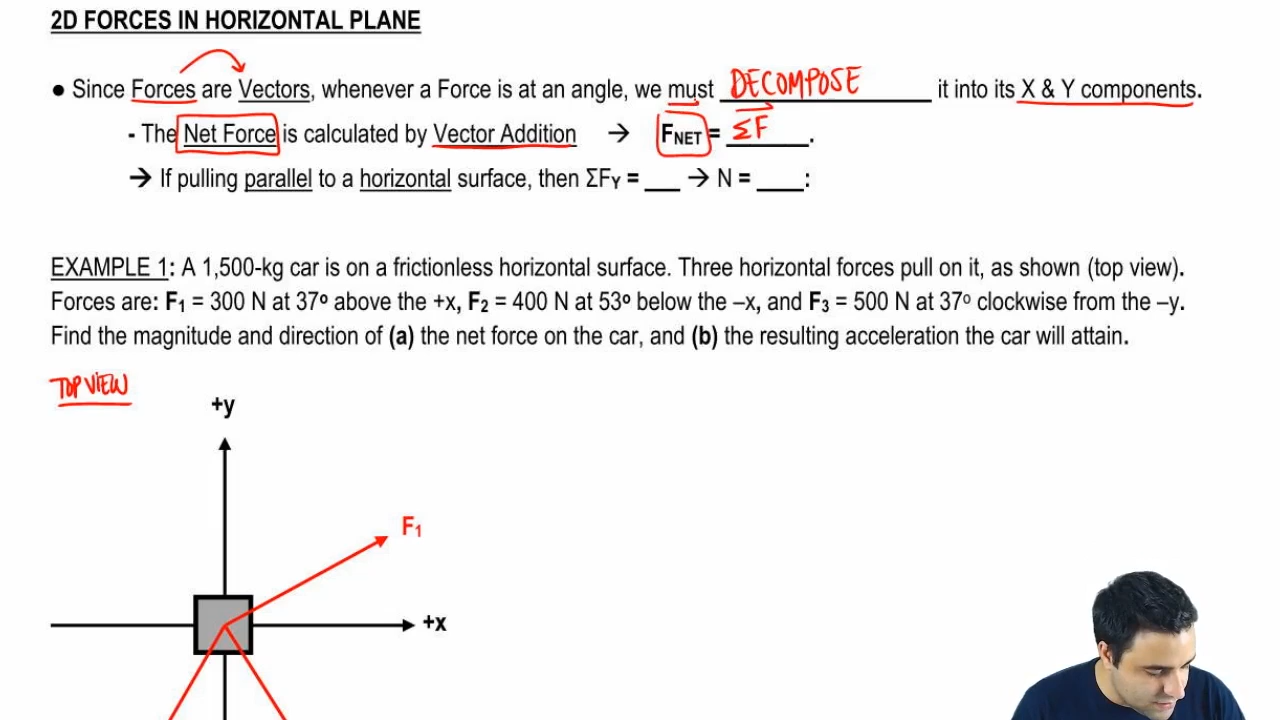 2D FORCES IN HORIZONTAL PLANE
● Since Forces are Vectors, whenever a Force is at an angle, we must DECOMPOSE it into its X & Y components.
- The Net Force is calculated by Vector Addition → FNET = ΣF.
→ If pulling parallel to a horizontal surface, then ΣFY = ___ → N = ____:
EXAMPLE 1: A 1,500-kg car is on a frictionless horizontal surface. Three horizontal forces pull on it, as shown (top view).
Forces are: F1 = 300 N at 37º above the +x, F2 = 400 N at 53º below the –x, and F3 = 500 N at 37º clockwise from the –y.
Find the magnitude and direction of (a) the net force on the car, and (b) the resulting acceleration the car will attain.
TOP VIEW
+y
F1
+x